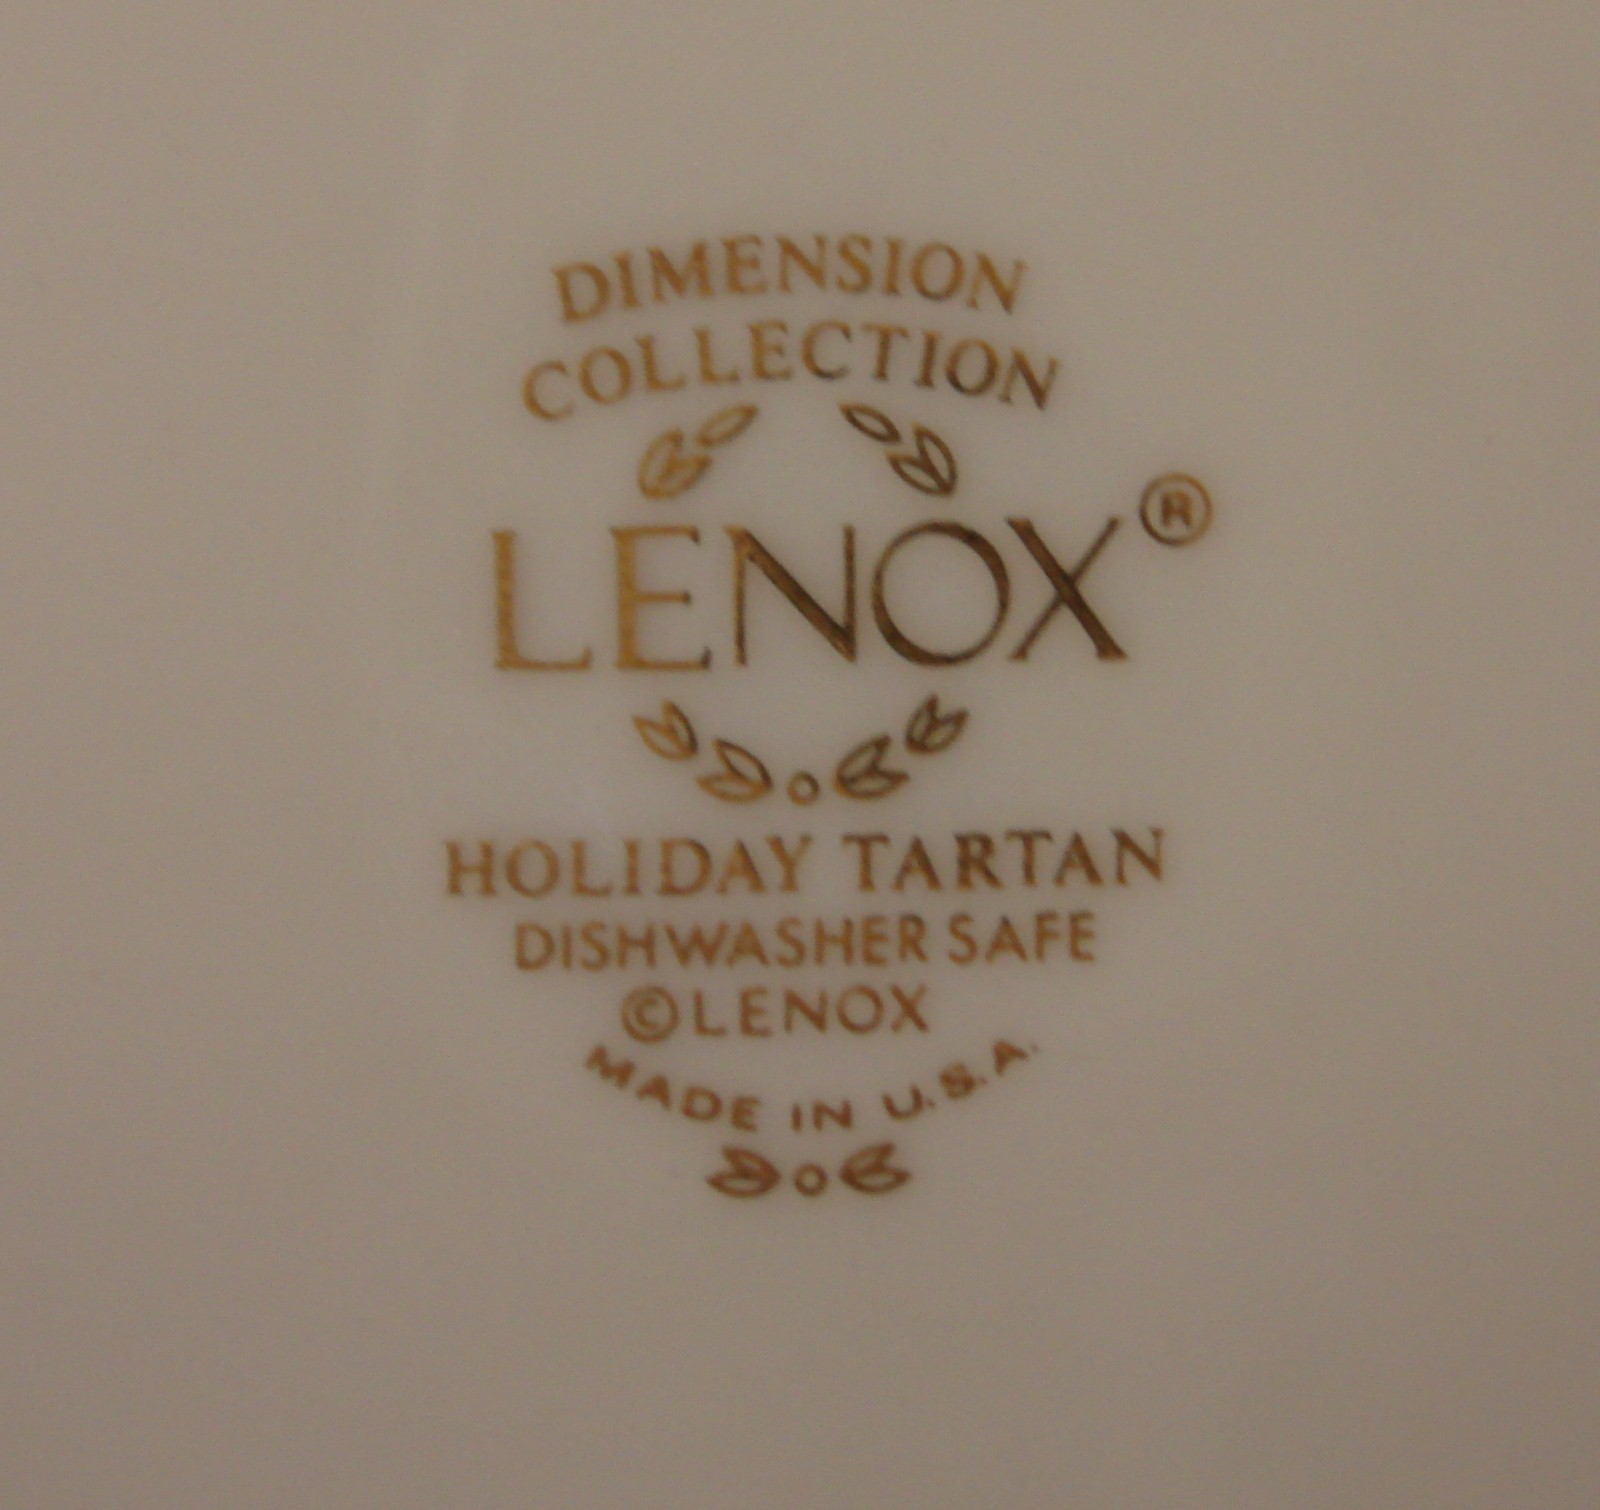 DIMENSION
COLLECTION
LENOX®
HOLIDAY TARTAN
DISHWASHER SAFE
©LENOX
MADE IN U.S.A.